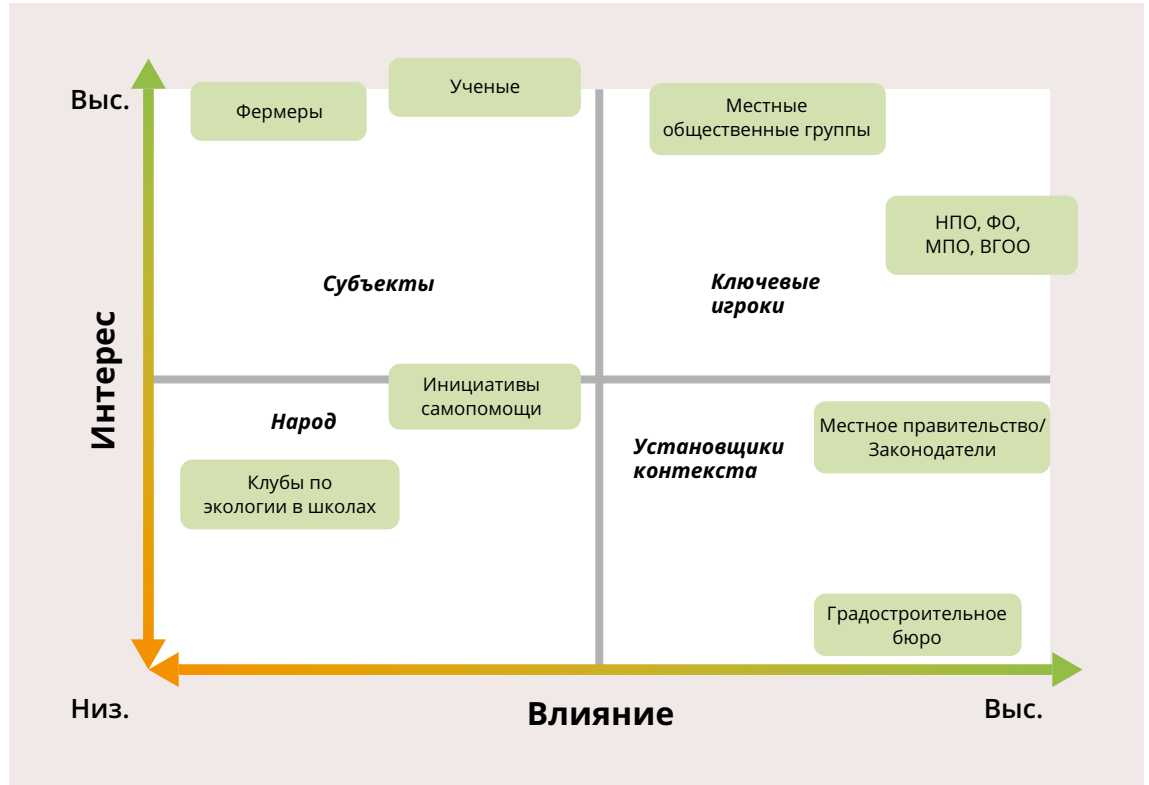 Выс.
Фермеры
Ученые
Местные
общественные группы
НПО, ФО,
МПО, ВГОО
Субъекты
Ключевые
игроки
Интерес
Инициативы
самопомощи
Народ
Клубы по
экологии в школах
Установщики
контекста
Местное правительство/
Законодатели
Градостроительное
бюро
Низ.
Влияние
Выс.